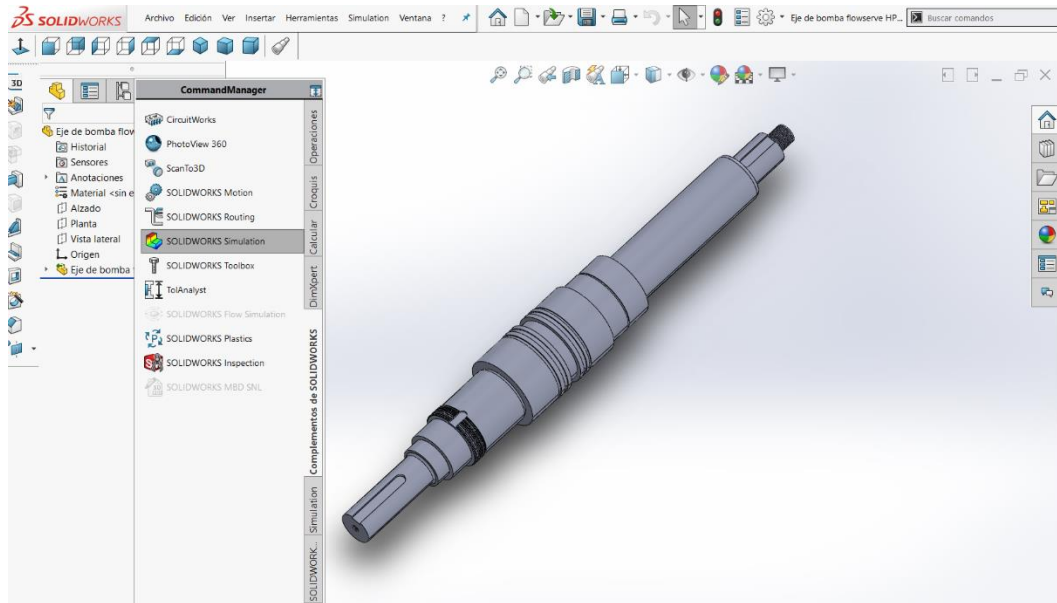 SOLIDWORKS
Archivo Edición Ver Insertar Herramientas Simulation Ventana ?
Eje de bomba flowserve HP...
Buscar comandos
3D
Eje de bomba flow
Historial
Sensores
Anotaciones
Material <sin e
Alzado
Planta
Vista lateral
Origen
Eje de bomba
CommandManager
CircuitWorks
PhotoView 360
ScanTo3D
SOLIDWORKS Motion
SOLIDWORKS Routing
SOLIDWORKS Simulation
SOLIDWORKS Toolbox
TolAnalyst
SOLIDWORKS Flow Simulation
SOLIDWORKS Plastics
SOLIDWORKS Inspection
SOLIDWORKS MBD SNL
Operaciones
Croquis
Calcular
DimXpert
Complementos de SOLIDWORKS
Simulation
SOLIDWORK...